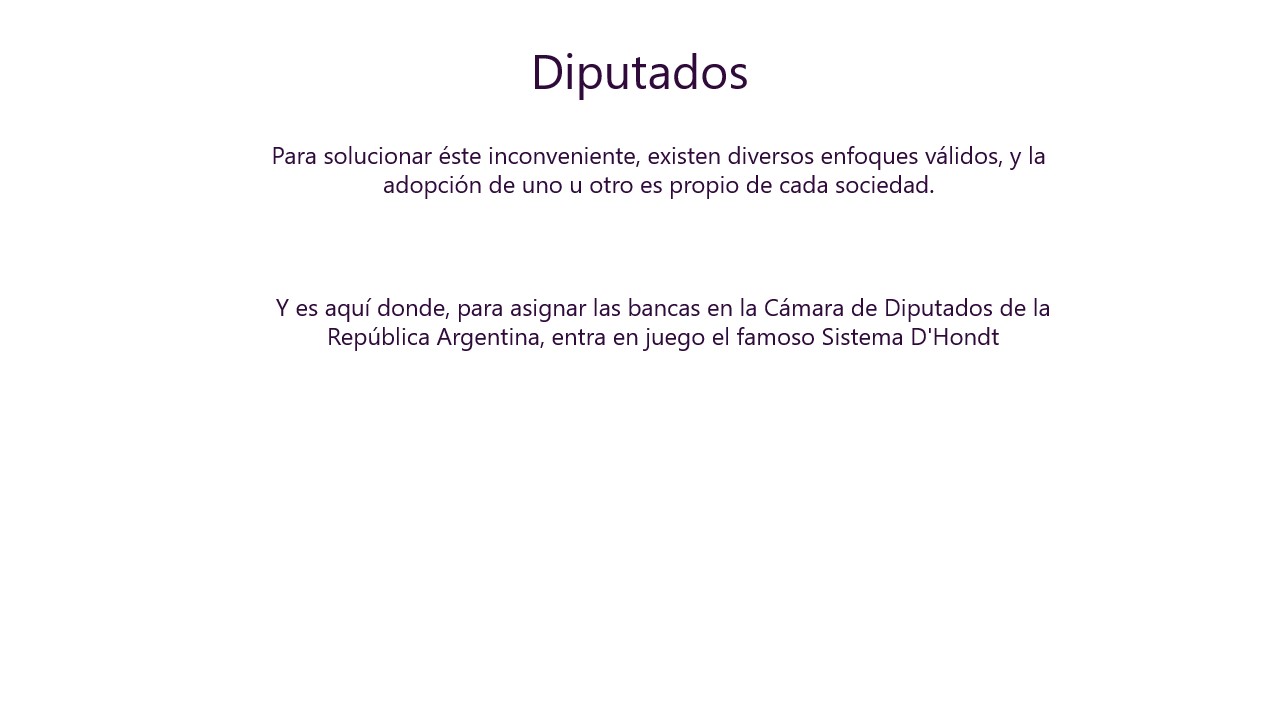 Diputados
Para solucionar éste inconveniente, existen diversos enfoques válidos, y la
adopción de uno u otro es propio de cada sociedad.
Y es aquí donde, para asignar las bancas en la Cámara de Diputados de la
República Argentina, entra en juego el famoso Sistema D'Hondt